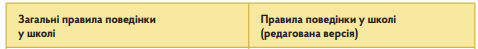 Загальні правила поведінки
у школі
Правила поведінки у школі
(редагована версія)